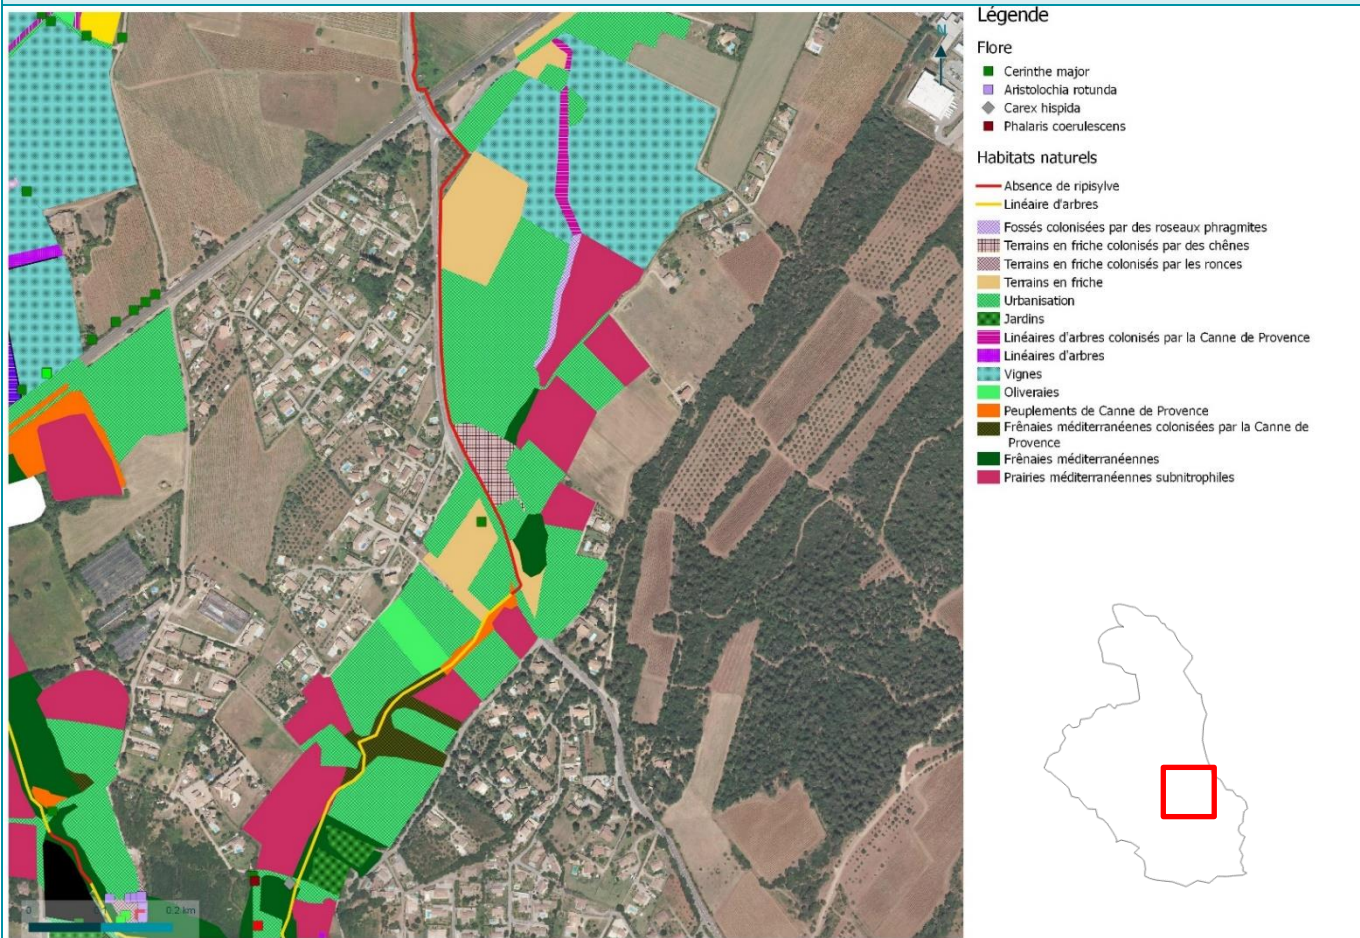 Légende
Flore
Cerinthe major
Aristolochia rotunda
Carex hispida
Phalaris coerulescens
Habitats naturels
Absence de ripisylve
Linéaire d'arbres
Fossés colonisées par des roseaux phragmites
Terrains en friche colonisés par des chênes
Terrains en friche colonisés par les ronces
Terrains en friche
Urbanisation
Jardins
Linéaires d'arbres colonisés par la Canne de Provence
Linéaires d'arbres
Vignes
Oliveraies
Peuplements de Canne de Provence
Frênaies méditerranéenes colonisées par la Canne de
Provence
Frênaies méditerranéennes
Prairies méditerranéennes subnitrophiles
N
0 0.2 km